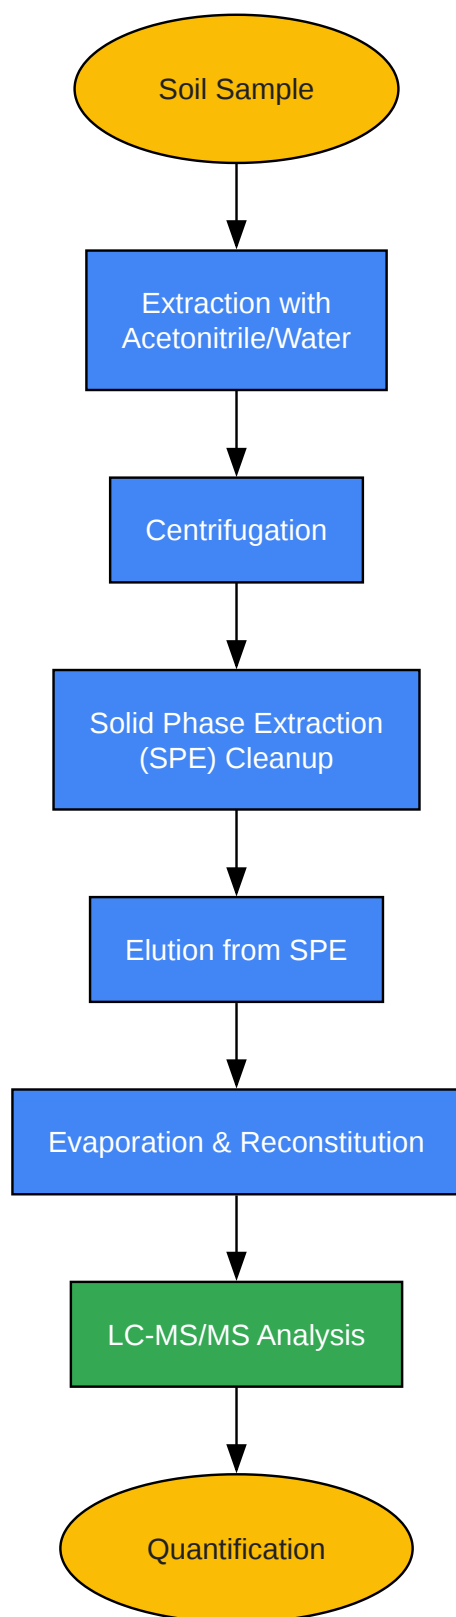 Soil Sample
Extraction with
Acetonitrile/Water
Centrifugation
Solid Phase Extraction
(SPE) Cleanup
Elution from SPE
Evaporation & Reconstitution
LC-MS/MS Analysis
Quantification